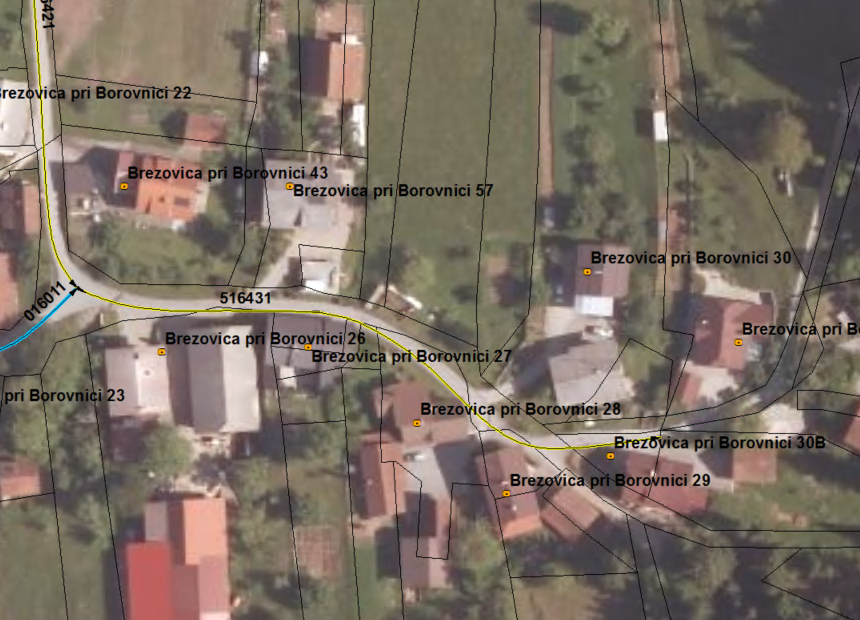 421
Brezovica pri Borovnici 22
Brezovica pri Borovnici 43
Brezovica pri Borovnici 57
Brezovica pri Borovnici 30
016011
516431
Brezovica pri B
Brezovica pri Borovnici 26
Brezovica pri Borovnici 27
pri Borovnici 23
Brezovica pri Borovnici 28
Brezovica pri Borovnici 30B
Brezovica pri Borovnici 29